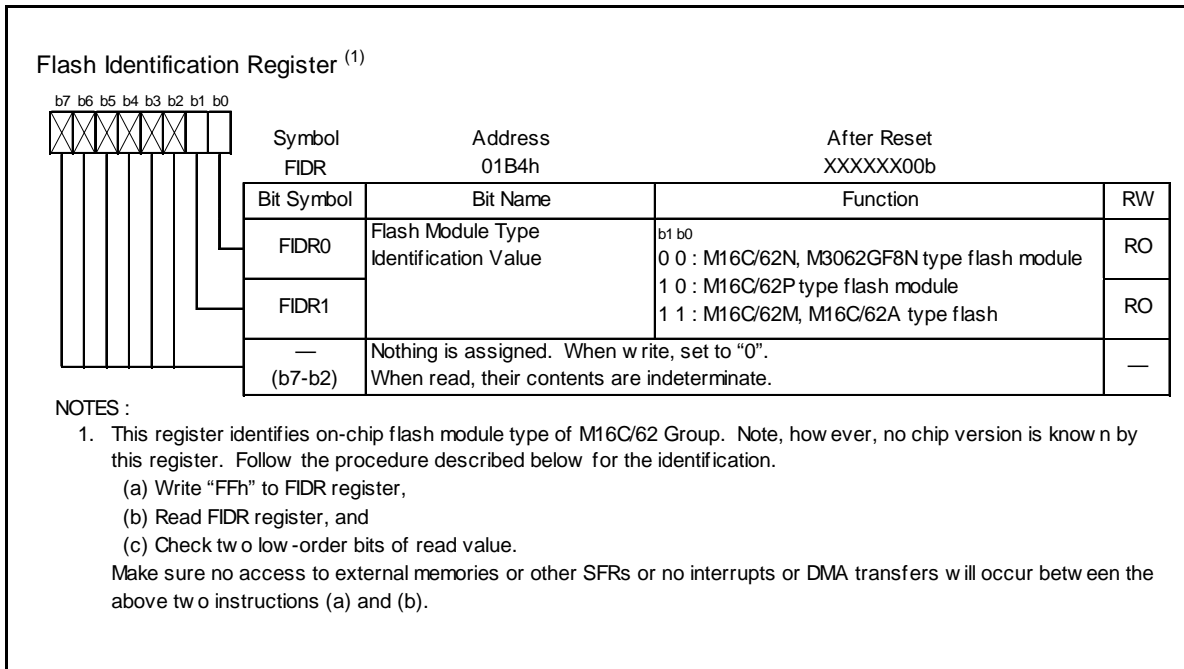 Flash Identification Register (1)
b7 b6 b5 b4 b3 b2 b1 b0
Symbol Address After Reset
FIDR 01B4h XXXXXX00b
Bit Symbol Bit Name Function RW
FIDR0 Flash Module Type Identification Value RO
FIDR1 RO
b1 b0
0 0 : M16C/62N, M3062GF8N type flash module
1 0 : M16C/62P type flash module
1 1 : M16C/62M, M16C/62A type flash
— Nothing is assigned. When write, set to “0”. —
(b7-b2) When read, their contents are indeterminate.
NOTES :
1. This register identifies on-chip flash module type of M16C/62 Group. Note, however, no chip version is known by
this register. Follow the procedure described below for the identification.
(a) Write “FFh” to FIDR register,
(b) Read FIDR register, and
(c) Check two low-order bits of read value.
Make sure no access to external memories or other SFRs or no interrupts or DMA transfers will occur between the
above two instructions (a) and (b).